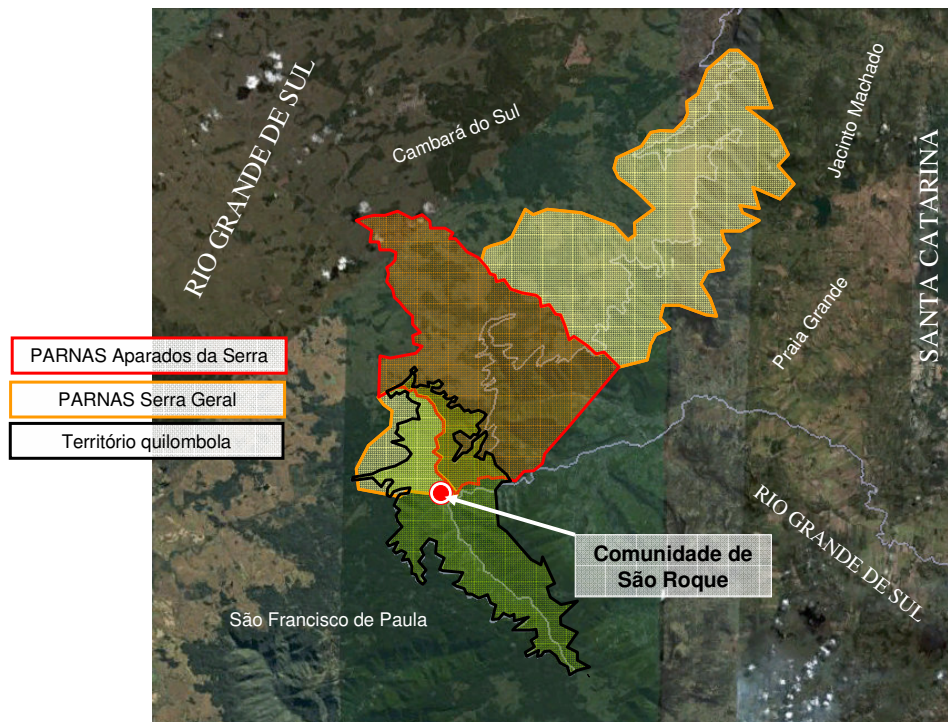 RIO GRANDE DE SUL
Cambará do Sul
Jacinto Machado
SANTA CATARINA
Praia Grande
PARNAS Aparados da Serra
PARNAS Serra Geral
Território quilombola
RIO GRANDE DE SUL
Comunidade de
São Roque
São Francisco de Paula